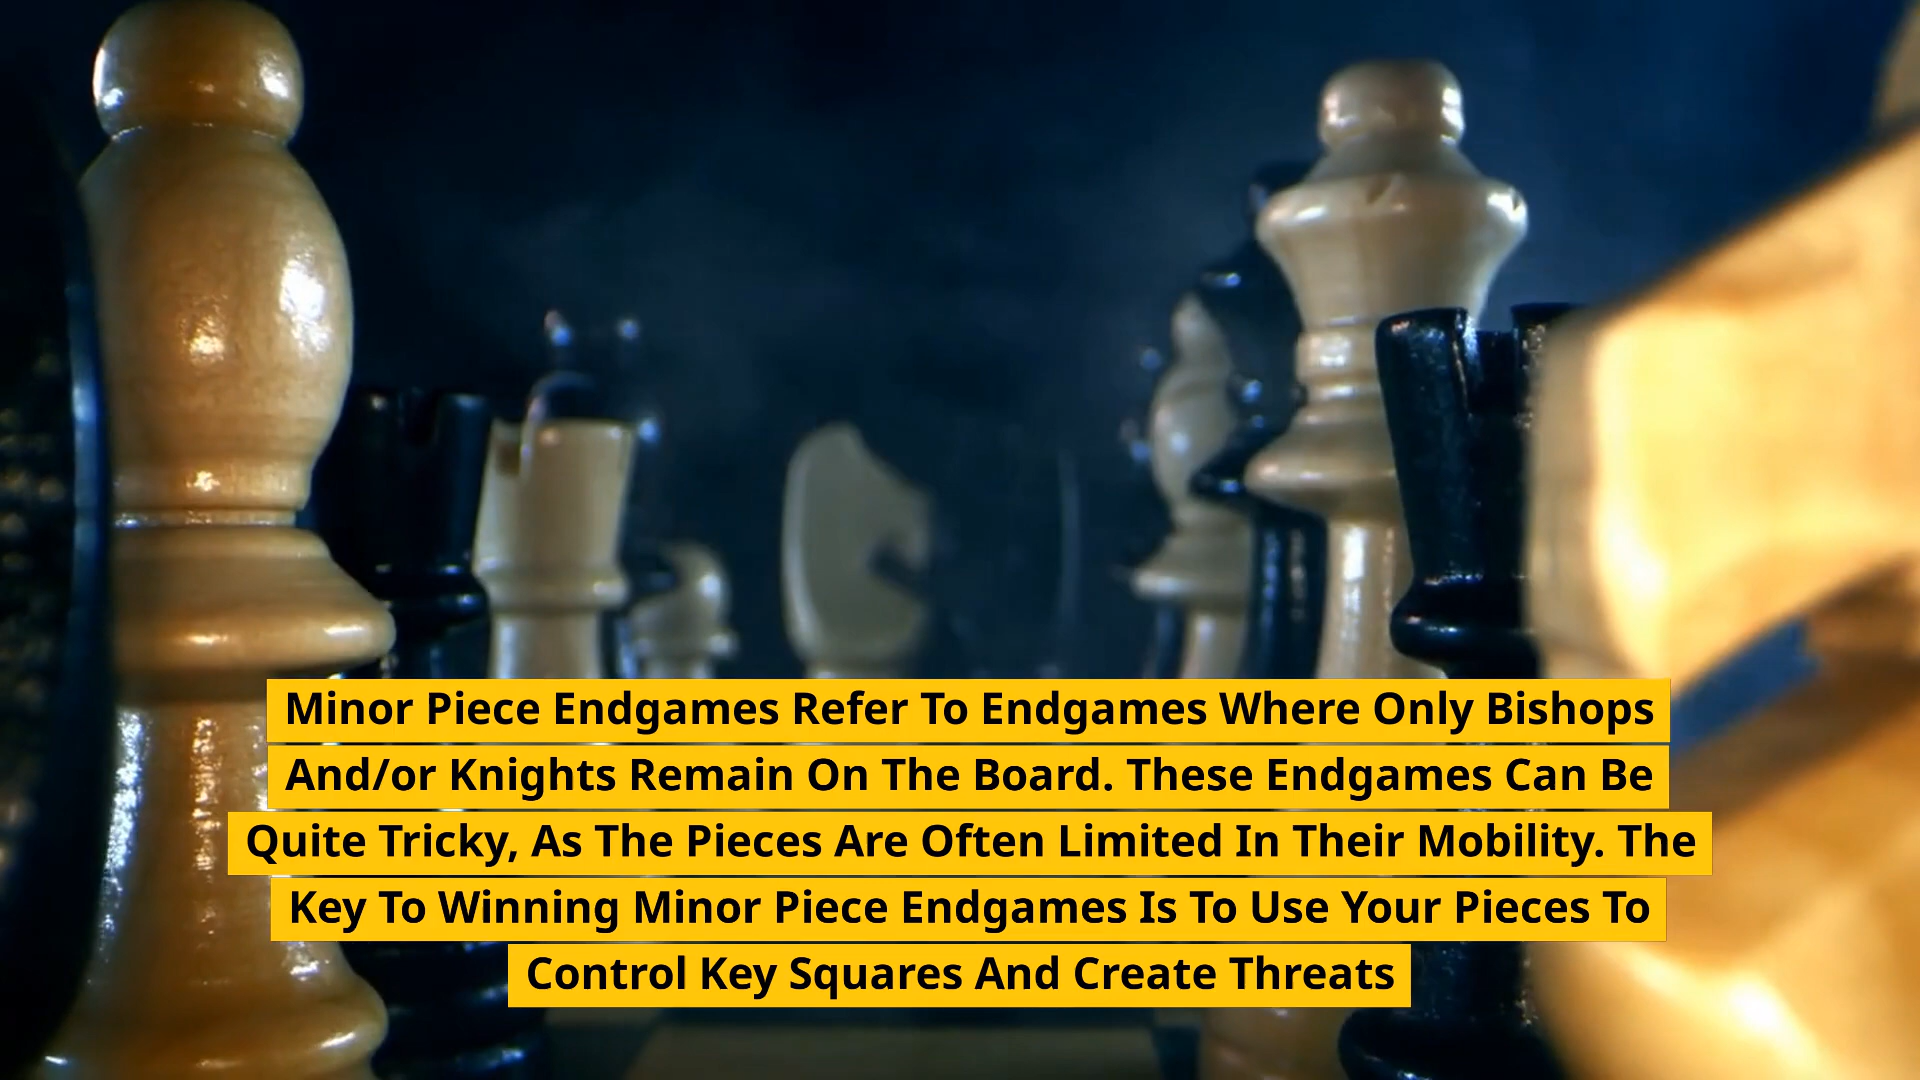 Minor Piece Endgames Refer To Endgames Where Only Bishops
And/or Knights Remain On The Board. These Endgames Can Be
Quite Tricky, As The Pieces Are Often Limited In Their Mobility. The
Key To Winning Minor Piece Endgames Is To Use Your Pieces To
Control Key Squares And Create Threats